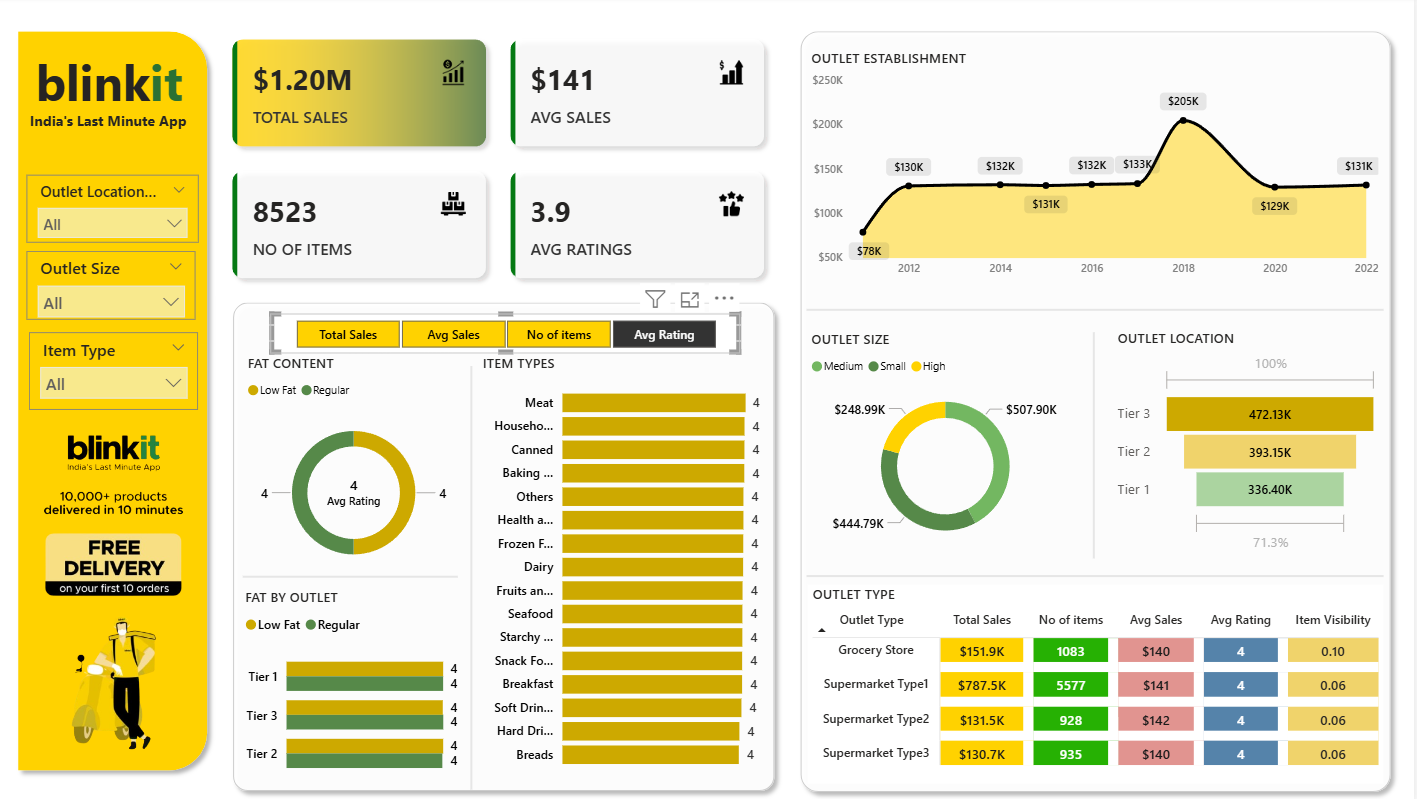 blinkit
India's Last Minute App
Outlet Location...
All
Outlet Size
All
Item Type
All
blinkit
India's Last Minute App
10,000+ products
delivered in 10 minutes
FREE
DELIVERY
on your first 10 orders
$1.20M
TOTAL SALES
$141
AVG SALES
8523
NO OF ITEMS
3.9
AVG RATINGS
Total Sales Avg Sales No of items Avg Rating
FAT CONTENT
Low Fat Regular
4
4
Avg Rating
4
FAT BY OUTLET
Low Fat Regular
Tier 1 4
4
Tier 3 4
4
Tier 2 4
4
ITEM TYPES
Meat 4
Househo... 4
Canned 4
Baking ... 4
Others 4
Health a... 4
Frozen F... 4
Dairy 4
Fruits an... 4
Seafood 4
Starchy ... 4
Snack Fo... 4
Breakfast 4
Soft Drin... 4
Hard Dri... 4
Breads 4
OUTLET ESTABLISHMENT
$250K
$200K
$150K
$100K
$50K
$78K
$130K
$132K
$131K
$132K
$133K
$205K
$129K
$131K
2012 2014 2016 2018 2020 2022
OUTLET SIZE
Medium Small High
$248.99K
$507.90K
$444.79K
OUTLET LOCATION
100%
Tier 3 472.13K
Tier 2 393.15K
Tier 1 336.40K
71.3%
OUTLET TYPE
Outlet Type Total Sales No of items Avg Sales Avg Rating Item Visibility
Grocery Store $151.9K 1083 $140 4 0.10
Supermarket Type1 $787.5K 5577 $141 4 0.06
Supermarket Type2 $131.5K 928 $142 4 0.06
Supermarket Type3 $130.7K 935 $140 4 0.06